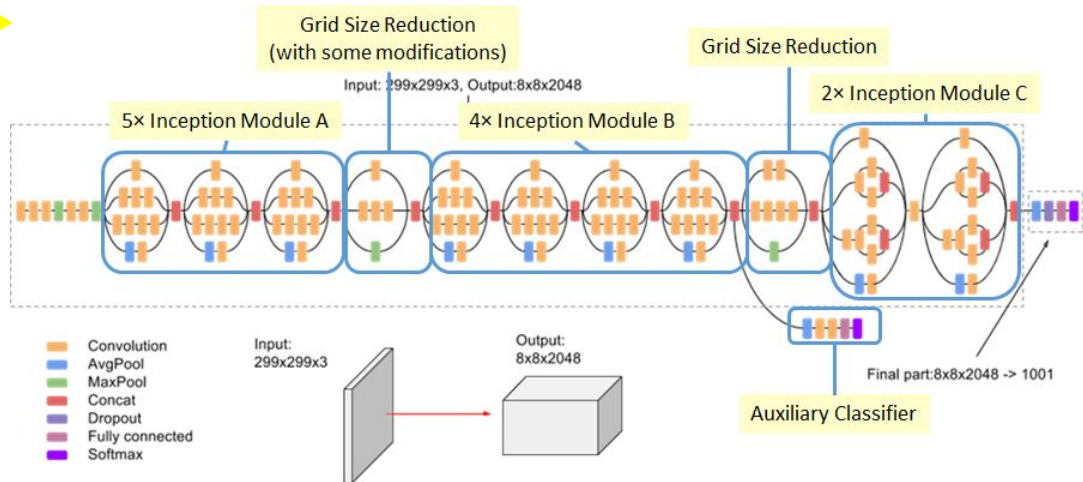 Grid Size Reduction
(with some modifications)
Grid Size Reduction
Input: 299x299x3, Output:8x8x2048
2× Inception Module C
5× Inception Module A
4× Inception Module B
Convolution
AvgPool
MaxPool
Concat
Dropout
Fully connected
Softmax
Input:
299x299x3
Output:
8x8x2048
Final part:8x8x2048 -> 1001
Auxiliary Classifier